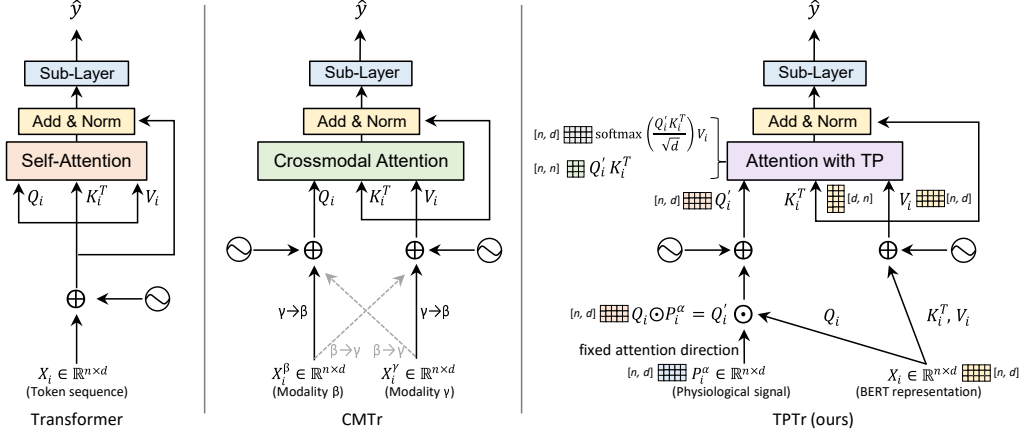 ŷ
Sub-Layer
Add & Norm
Self-Attention
Q_i K_i^T V_i
X_i ∈ ℝ^{n×d}
(Token sequence)
Transformer
ŷ
Sub-Layer
Add & Norm
Crossmodal Attention
Q_i K_i^T V_i
γ→β γ→β
β→γ β→γ
X_i^β ∈ ℝ^{n×d} X_i^γ ∈ ℝ^{n×d}
(Modality β) (Modality γ)
CMTr
ŷ
Sub-Layer
Add & Norm
[n, d] softmax (Q_i' K_i^T / √d) V_i
[n, n] Q_i' K_i^T
Attention with TP
[n, d] Q_i' K_i^T [d, n] V_i [n, d]
[n, d] Q_i ⊙ P_i^α = Q_i' ⊙
Q_i K_i^T, V_i
fixed attention direction
[n, d] P_i^α ∈ ℝ^{n×d} X_i ∈ ℝ^{n×d} [n, d]
(Physiological signal) (BERT representation)
TPTr (ours)